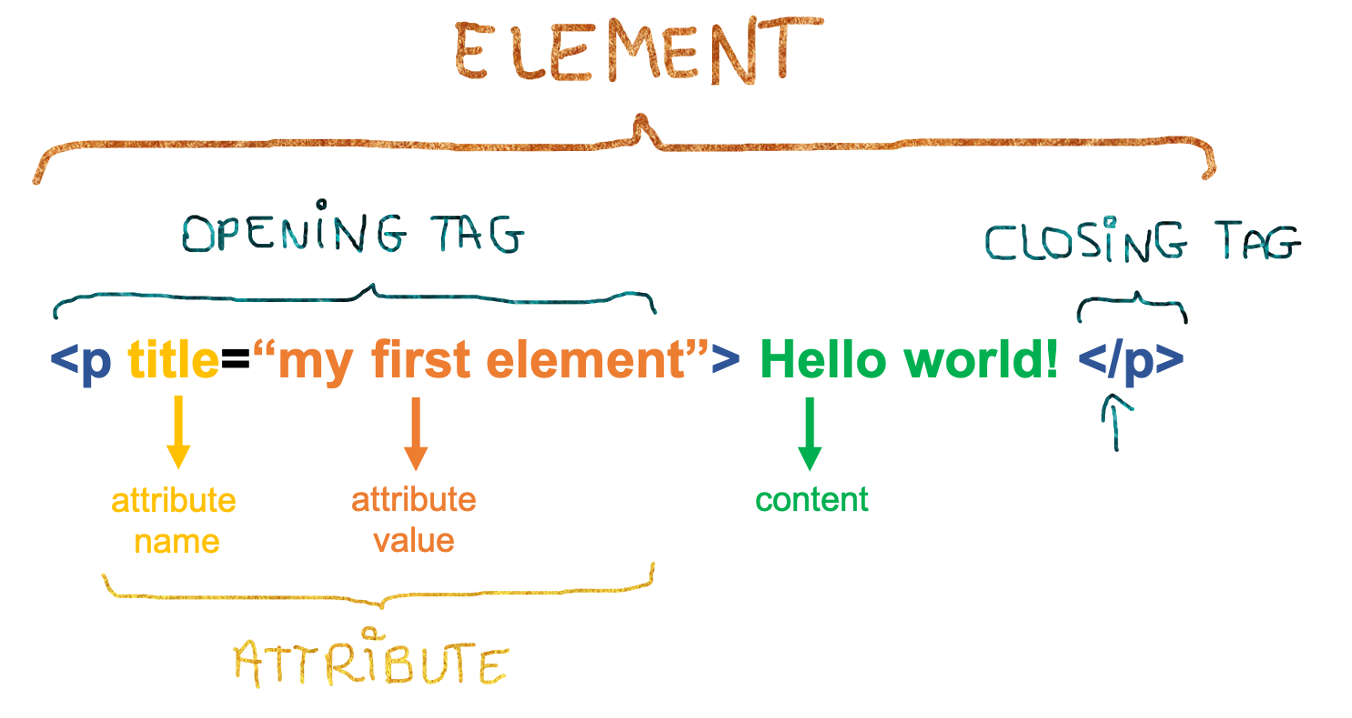 ELEMENT
OPENING TAG
CLOSING TAG
<p title=“my first element”> Hello world! </p>
attribute name
attribute value
content
ATTRIBUTE